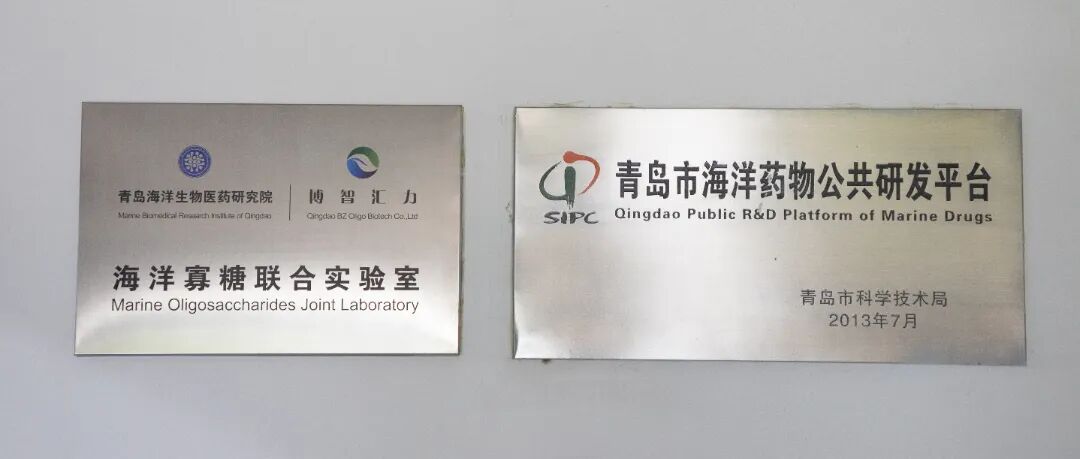 青岛海洋生物医药研究院
Marine Biomedical Research Institute of Qingdao
博智汇力
Qingdao BZ Oligo Biotech Co.,Ltd
海洋寡糖联合实验室
Marine Oligosaccharides Joint Laboratory
SIPC
青岛市海洋药物公共研发平台
Qingdao Public R&D Platform of Marine Drugs
青岛市科学技术局
2013年7月